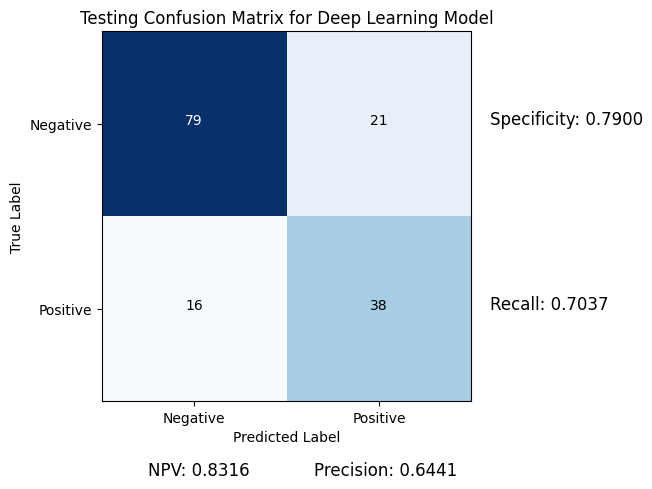 Testing Confusion Matrix for Deep Learning Model
Negative
79
21
Specificity: 0.7900
True Label
Positive
16
38
Recall: 0.7037
Negative
Positive
Predicted Label
NPV: 0.8316
Precision: 0.6441